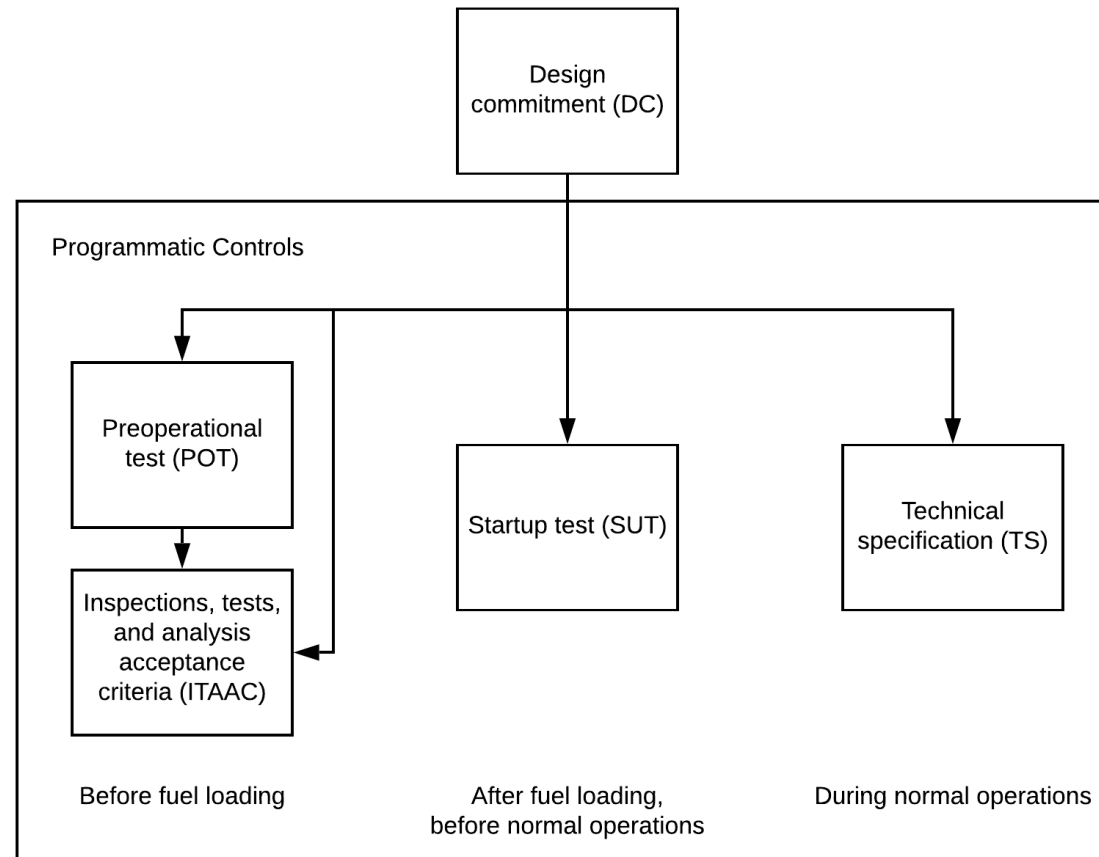 Design
commitment (DC)
Programmatic Controls
Preoperational
test (POT)
Inspections, tests,
and analysis
acceptance
criteria (ITAAC)
Startup test (SUT)
Technical
specification (TS)
Before fuel loading
After fuel loading,
before normal operations
During normal operations